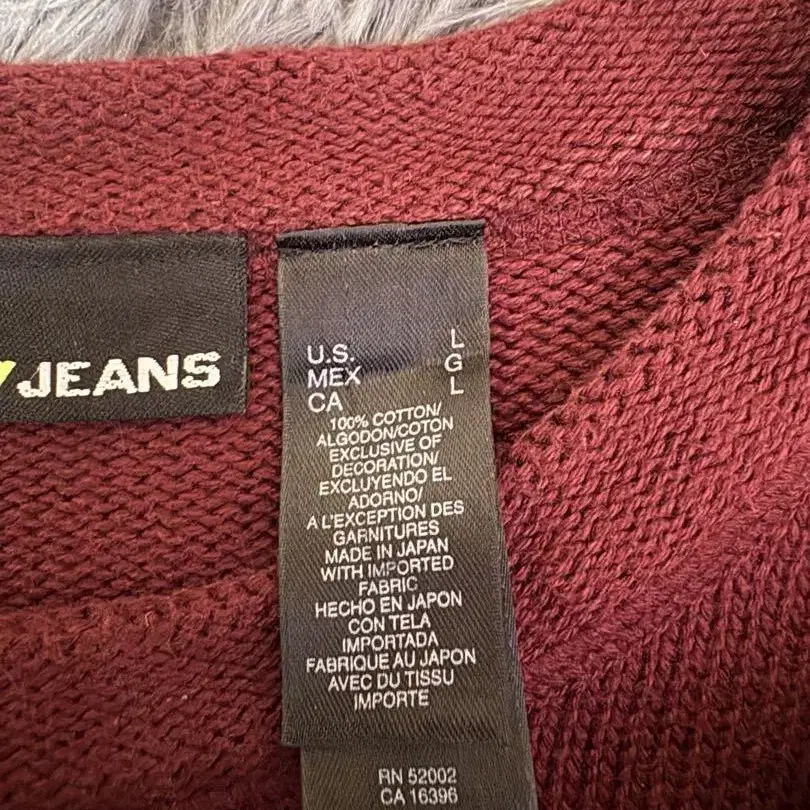 JEANS
U.S. L
MEX G
CA L
100% COTTON/
ALGODON/COTON
EXCLUSIVE OF
DECORATION/
EXCLUYENDO EL
ADORNO/
A L'EXCEPTION DES
GARNITURES
MADE IN JAPAN
WITH IMPORTED
FABRIC
HECHO EN JAPON
CON TELA
IMPORTADA
FABRIQUE AU JAPON
AVEC DU TISSU
IMPORTE
RN 52002
CA 16396